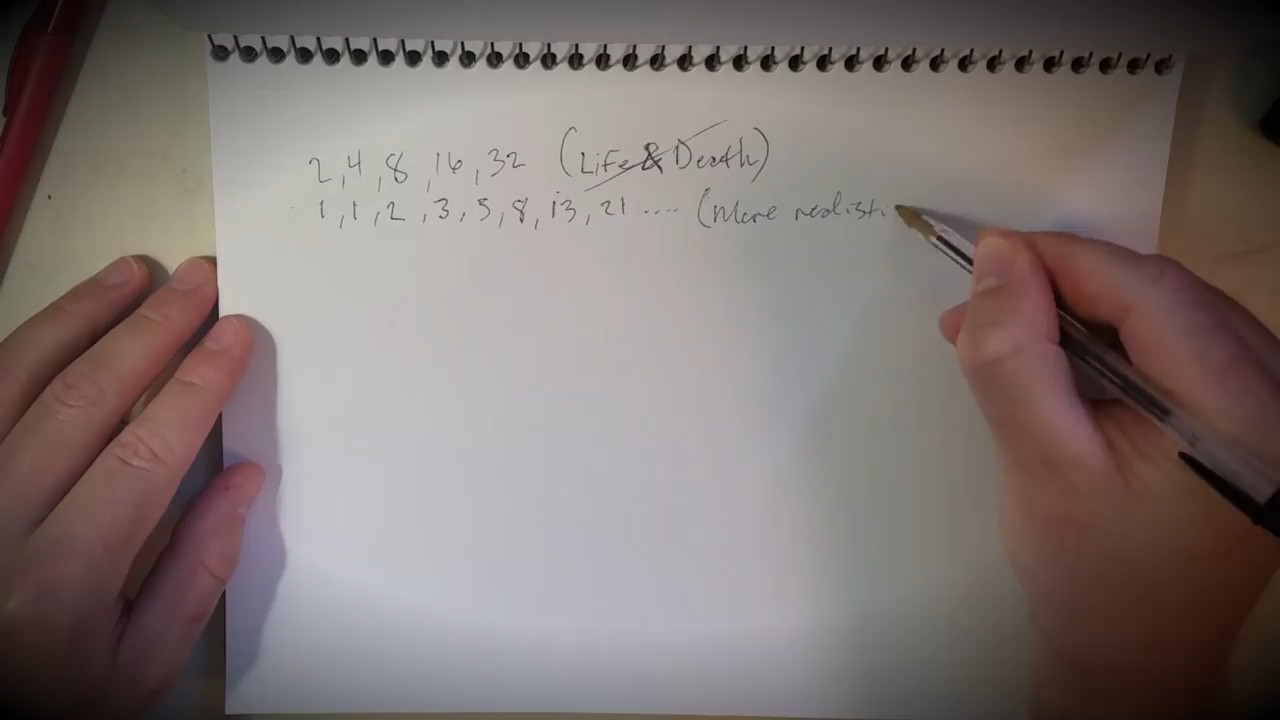 2, 4, 8, 16, 32 (Life & Death)
1, 1, 2, 3, 5, 8, 13, 21 .... (More realisti